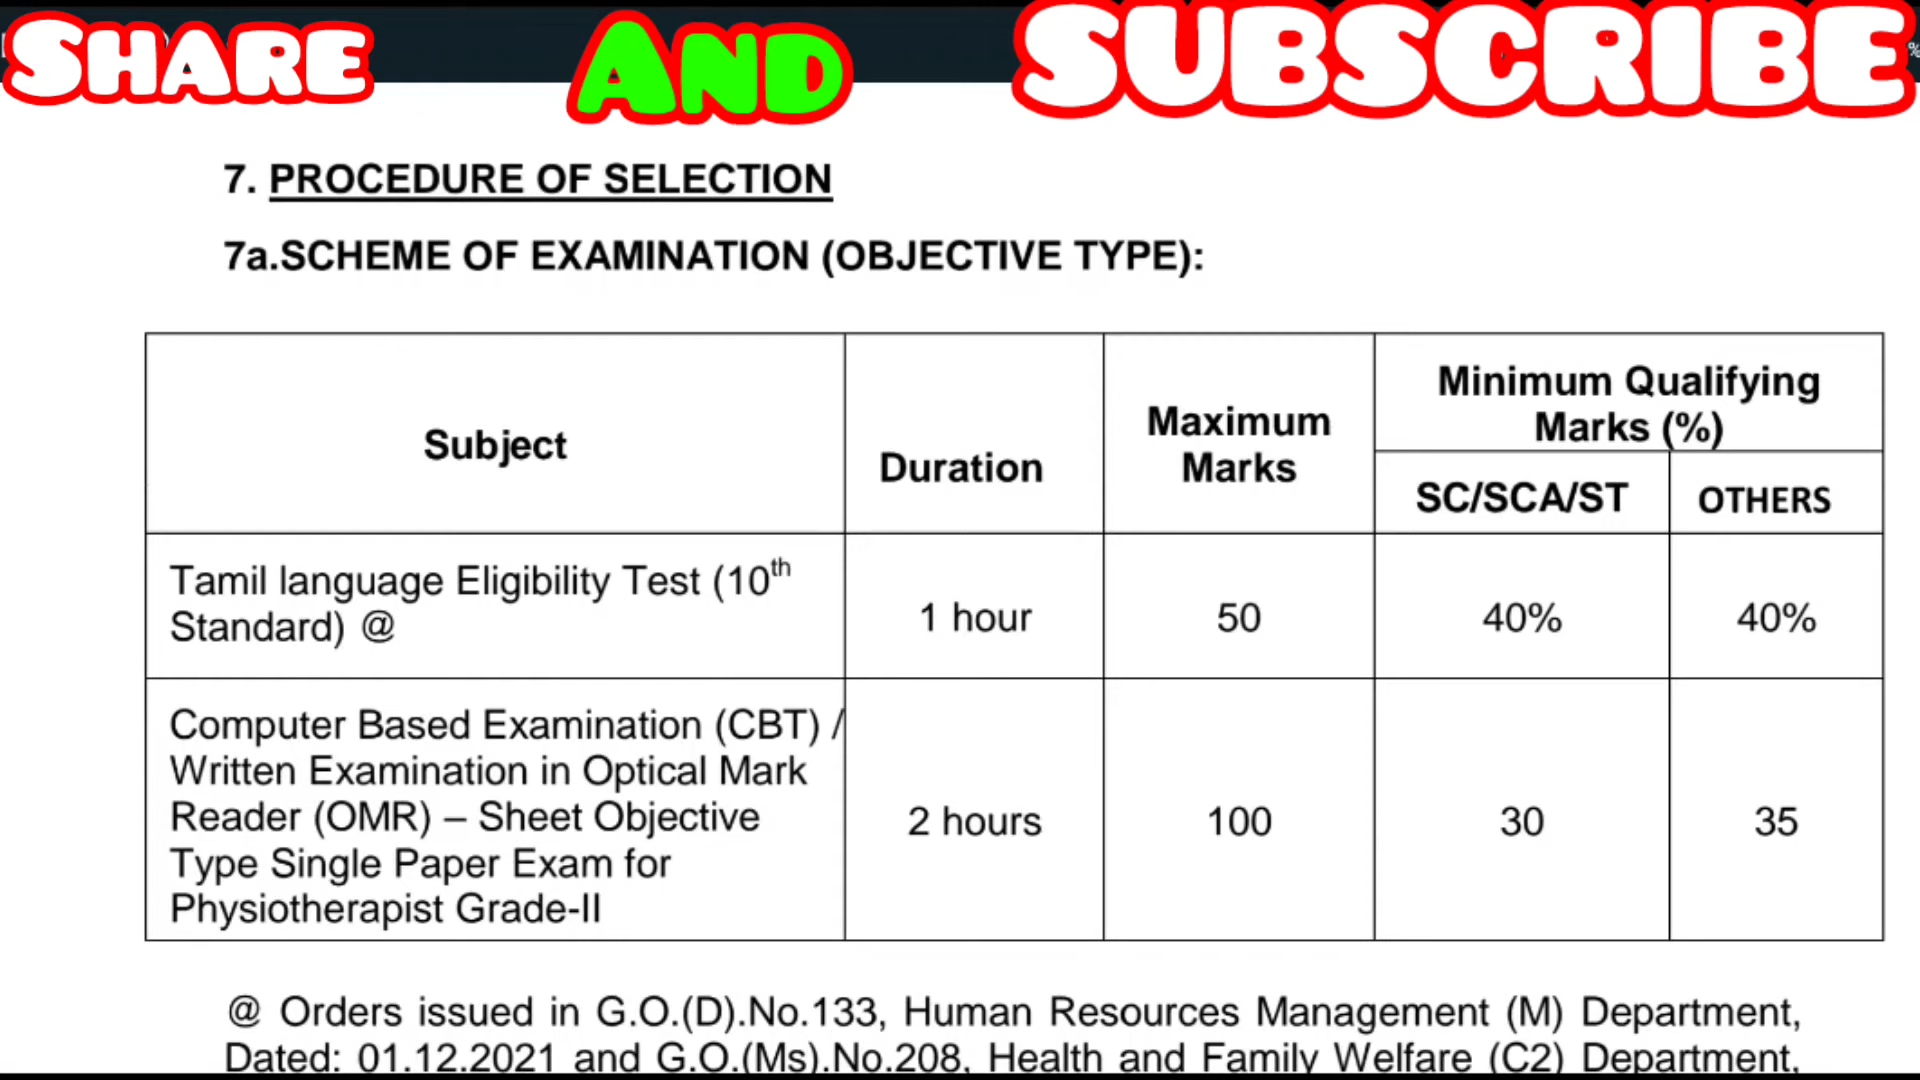 SHARE AND SUBSCRIBE
%
7. PROCEDURE OF SELECTION
7a.SCHEME OF EXAMINATION (OBJECTIVE TYPE):
Subject
Duration
Maximum
Marks
Minimum Qualifying
Marks (%)
SC/SCA/ST
OTHERS
Tamil language Eligibility Test (10th
Standard) @
1 hour
50
40%
40%
Computer Based Examination (CBT) /
Written Examination in Optical Mark
Reader (OMR) – Sheet Objective
Type Single Paper Exam for
Physiotherapist Grade-II
2 hours
100
30
35
@ Orders issued in G.O.(D).No.133, Human Resources Management (M) Department,
Dated: 01.12.2021 and G.O.(Ms).No.208, Health and Family Welfare (C2) Department,